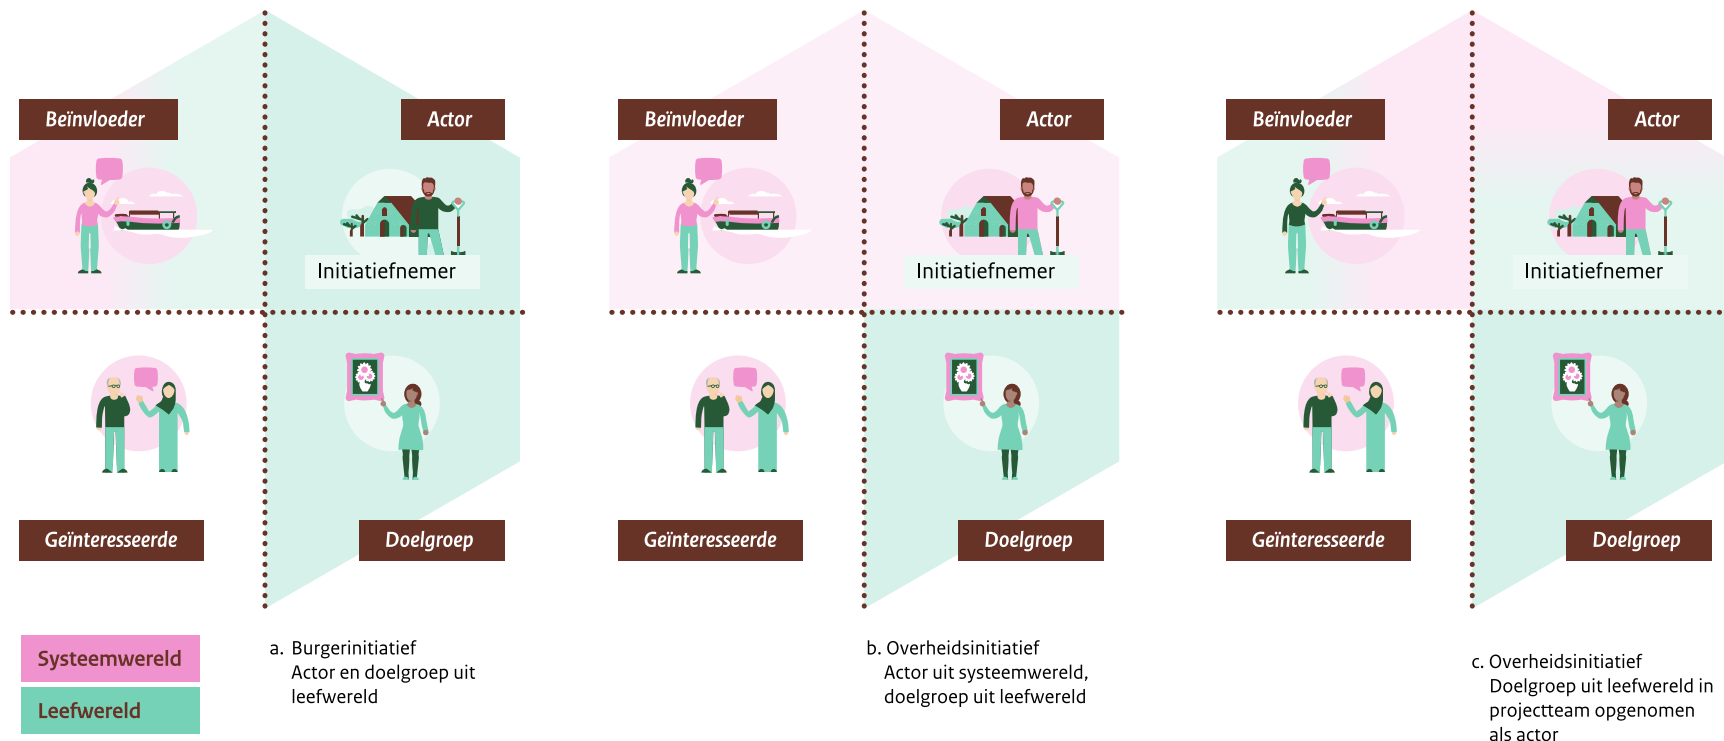 Beïnvloeder
Actor
Initiatiefnemer
Geïnteresseerde
Doelgroep
Beïnvloeder
Actor
Initiatiefnemer
Geïnteresseerde
Doelgroep
Beïnvloeder
Actor
Initiatiefnemer
Geïnteresseerde
Doelgroep
Systeemwereld
Leefwereld
a. Burgerinitiatief
Actor en doelgroep uit
leefwereld
b. Overheidsinitiatief
Actor uit systeemwereld,
doelgroep uit leefwereld
c. Overheidsinitiatief
Doelgroep uit leefwereld in
projectteam opgenomen
als actor